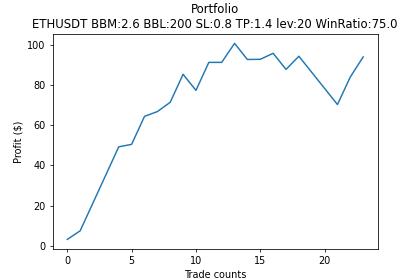 Portfolio
ETHUSDT BBM:2.6 BBL:200 SL:0.8 TP:1.4 lev:20 WinRatio:75.0
100
80
60
40
20
0
Profit ($)
0 5 10 15 20
Trade counts